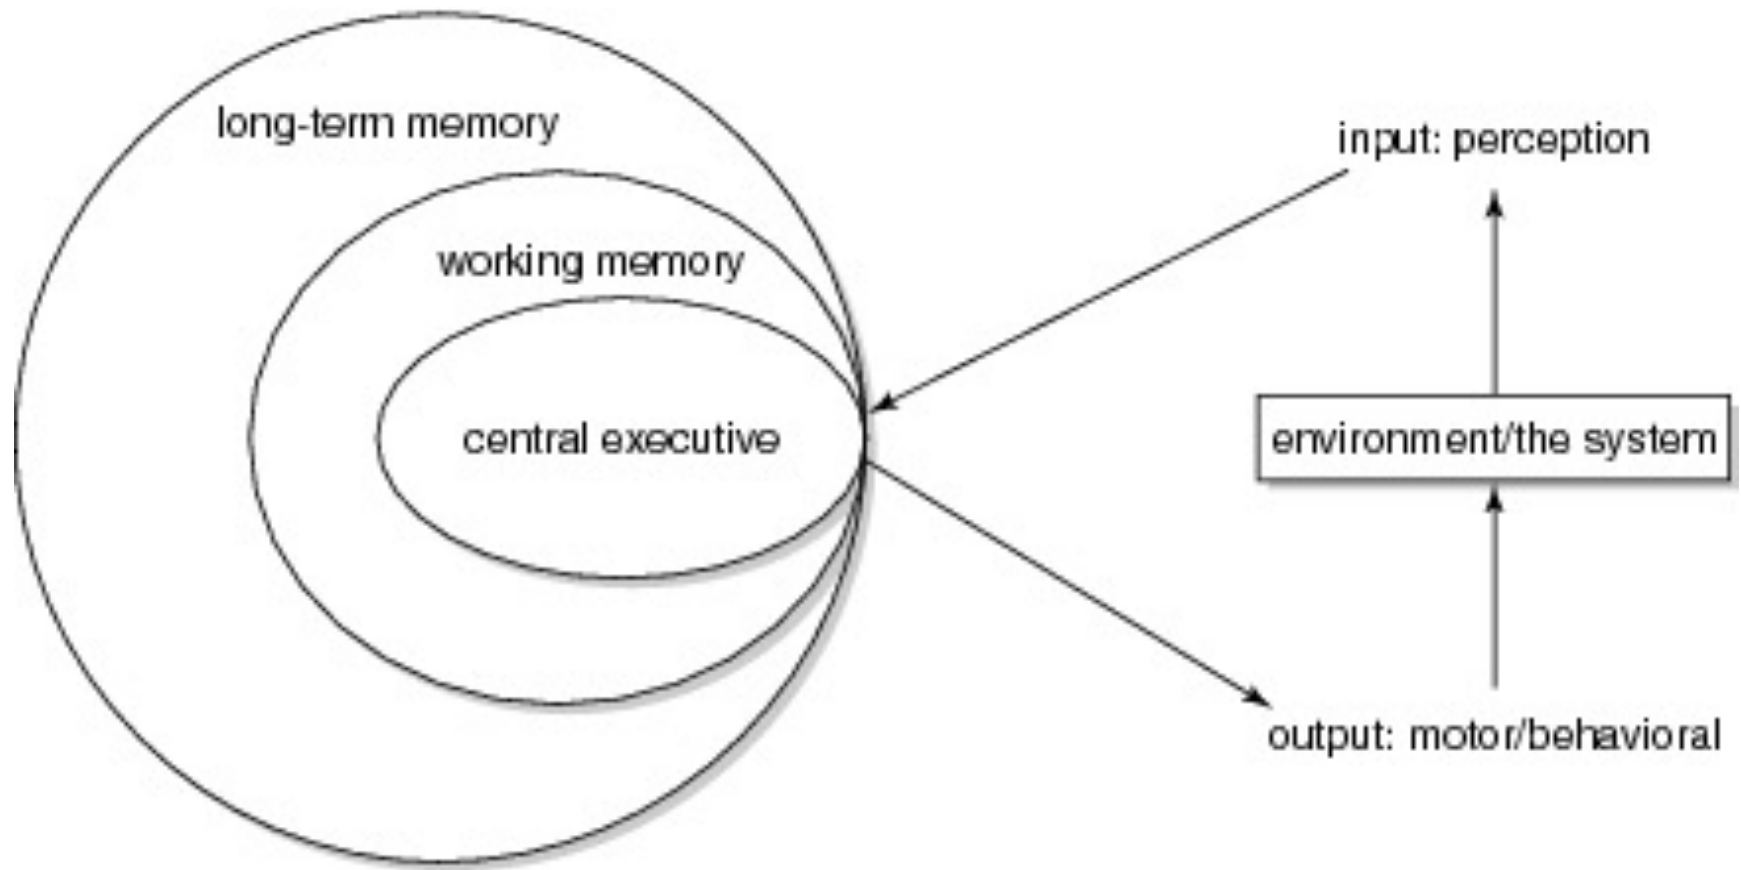 long-term memory
input: perception
working memory
central executive
environment/the system
output: motor/behavioral